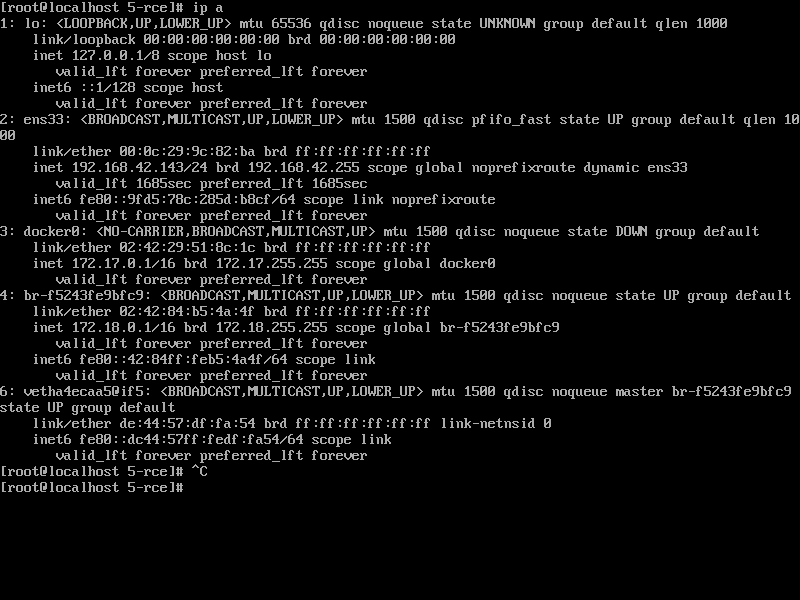 [root@localhost 5-rce]# ip a
1: lo: <LOOPBACK,UP,LOWER_UP> mtu 65536 qdisc noqueue state UNKNOWN group default qlen 1000
link/loopback 00:00:00:00:00:00 brd 00:00:00:00:00:00
inet 127.0.0.1/8 scope host lo
valid_lft forever preferred_lft forever
inet6 ::1/128 scope host
valid_lft forever preferred_lft forever
2: ens33: <BROADCAST,MULTICAST,UP,LOWER_UP> mtu 1500 qdisc pfifo_fast state UP group default qlen 10
00
link/ether 00:0c:29:9c:82:ba brd ff:ff:ff:ff:ff:ff
inet 192.168.42.143/24 brd 192.168.42.255 scope global noprefixroute dynamic ens33
valid_lft 1685sec preferred_lft 1685sec
inet6 fe80::9fd5:78c:285d:b8cf/64 scope link noprefixroute
valid_lft forever preferred_lft forever
3: docker0: <NO-CARRIER,BROADCAST,MULTICAST,UP> mtu 1500 qdisc noqueue state DOWN group default
link/ether 02:42:29:51:8c:1c brd ff:ff:ff:ff:ff:ff
inet 172.17.0.1/16 brd 172.17.255.255 scope global docker0
valid_lft forever preferred_lft forever
4: br-f5243fe9bfc9: <BROADCAST,MULTICAST,UP,LOWER_UP> mtu 1500 qdisc noqueue state UP group default
link/ether 02:42:84:b5:4a:4f brd ff:ff:ff:ff:ff:ff
inet 172.18.0.1/16 brd 172.18.255.255 scope global br-f5243fe9bfc9
valid_lft forever preferred_lft forever
inet6 fe80::42:84ff:feb5:4a4f/64 scope link
valid_lft forever preferred_lft forever
6: vetha4ecaa5@if5: <BROADCAST,MULTICAST,UP,LOWER_UP> mtu 1500 qdisc noqueue master br-f5243fe9bfc9
state UP group default
link/ether de:44:57:df:fa:54 brd ff:ff:ff:ff:ff:ff link-netnsid 0
inet6 fe80::dc44:57ff:fedf:fa54/64 scope link
valid_lft forever preferred_lft forever
[root@localhost 5-rce]# ^C
[root@localhost 5-rce]#